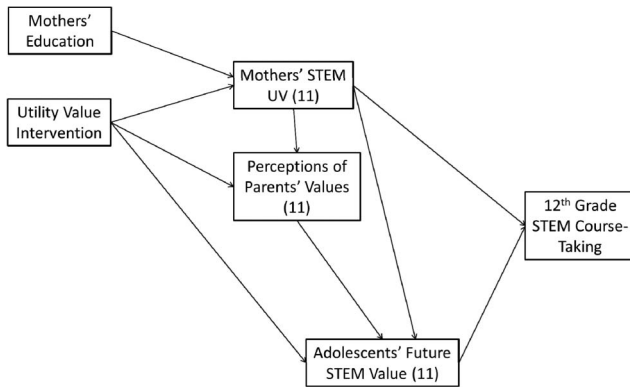 Mothers’
Education
Mothers’ STEM
UV (11)
Utility Value
Intervention
Perceptions of
Parents’ Values
(11)
12th Grade
STEM Course-
Taking
Adolescents’ Future
STEM Value (11)